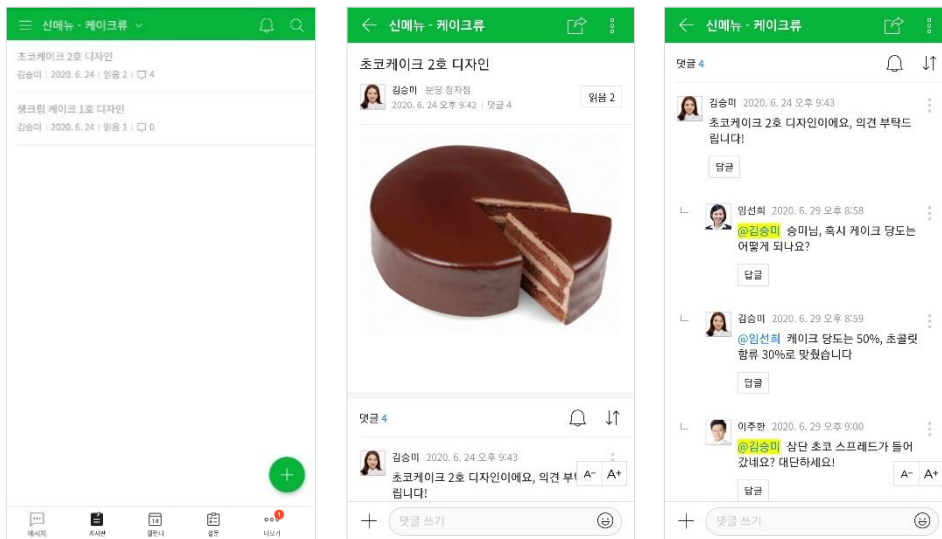 신메뉴 - 케이크류
초코케이크 2호 디자인
김승미 | 2020. 6. 24 | 읽음 2 | 4
생크림 케이크 1호 디자인
김승미 | 2020. 6. 24 | 읽음 1 | 0
14
1
메시지 게시판 캘린더 설문 더보기
신메뉴 - 케이크류
초코케이크 2호 디자인
김승미 분당 정자점
2020. 6. 24 오후 9:42 | 댓글 4
읽음 2
댓글 4
김승미 2020. 6. 24 오후 9:43
초코케이크 2호 디자인이에요, 의견 부
립니다!
A- A+
댓글 쓰기
신메뉴 - 케이크류
댓글 4
김승미 2020. 6. 24 오후 9:43
초코케이크 2호 디자인이에요, 의견 부탁드
립니다!
답글
임선희 2020. 6. 29 오후 8:58
@김승미 승미님, 혹시 케이크 당도는
어떻게 되나요?
답글
김승미 2020. 6. 29 오후 8:59
@임선희 케이크 당도는 50%, 초콜릿
함류 30%로 맞췄습니다
답글
이주한 2020. 6. 29 오후 9:00
@김승미 상단 초코 스프레드가 들어
갔네요? 대단하세요!
답글
A- A+
댓글 쓰기